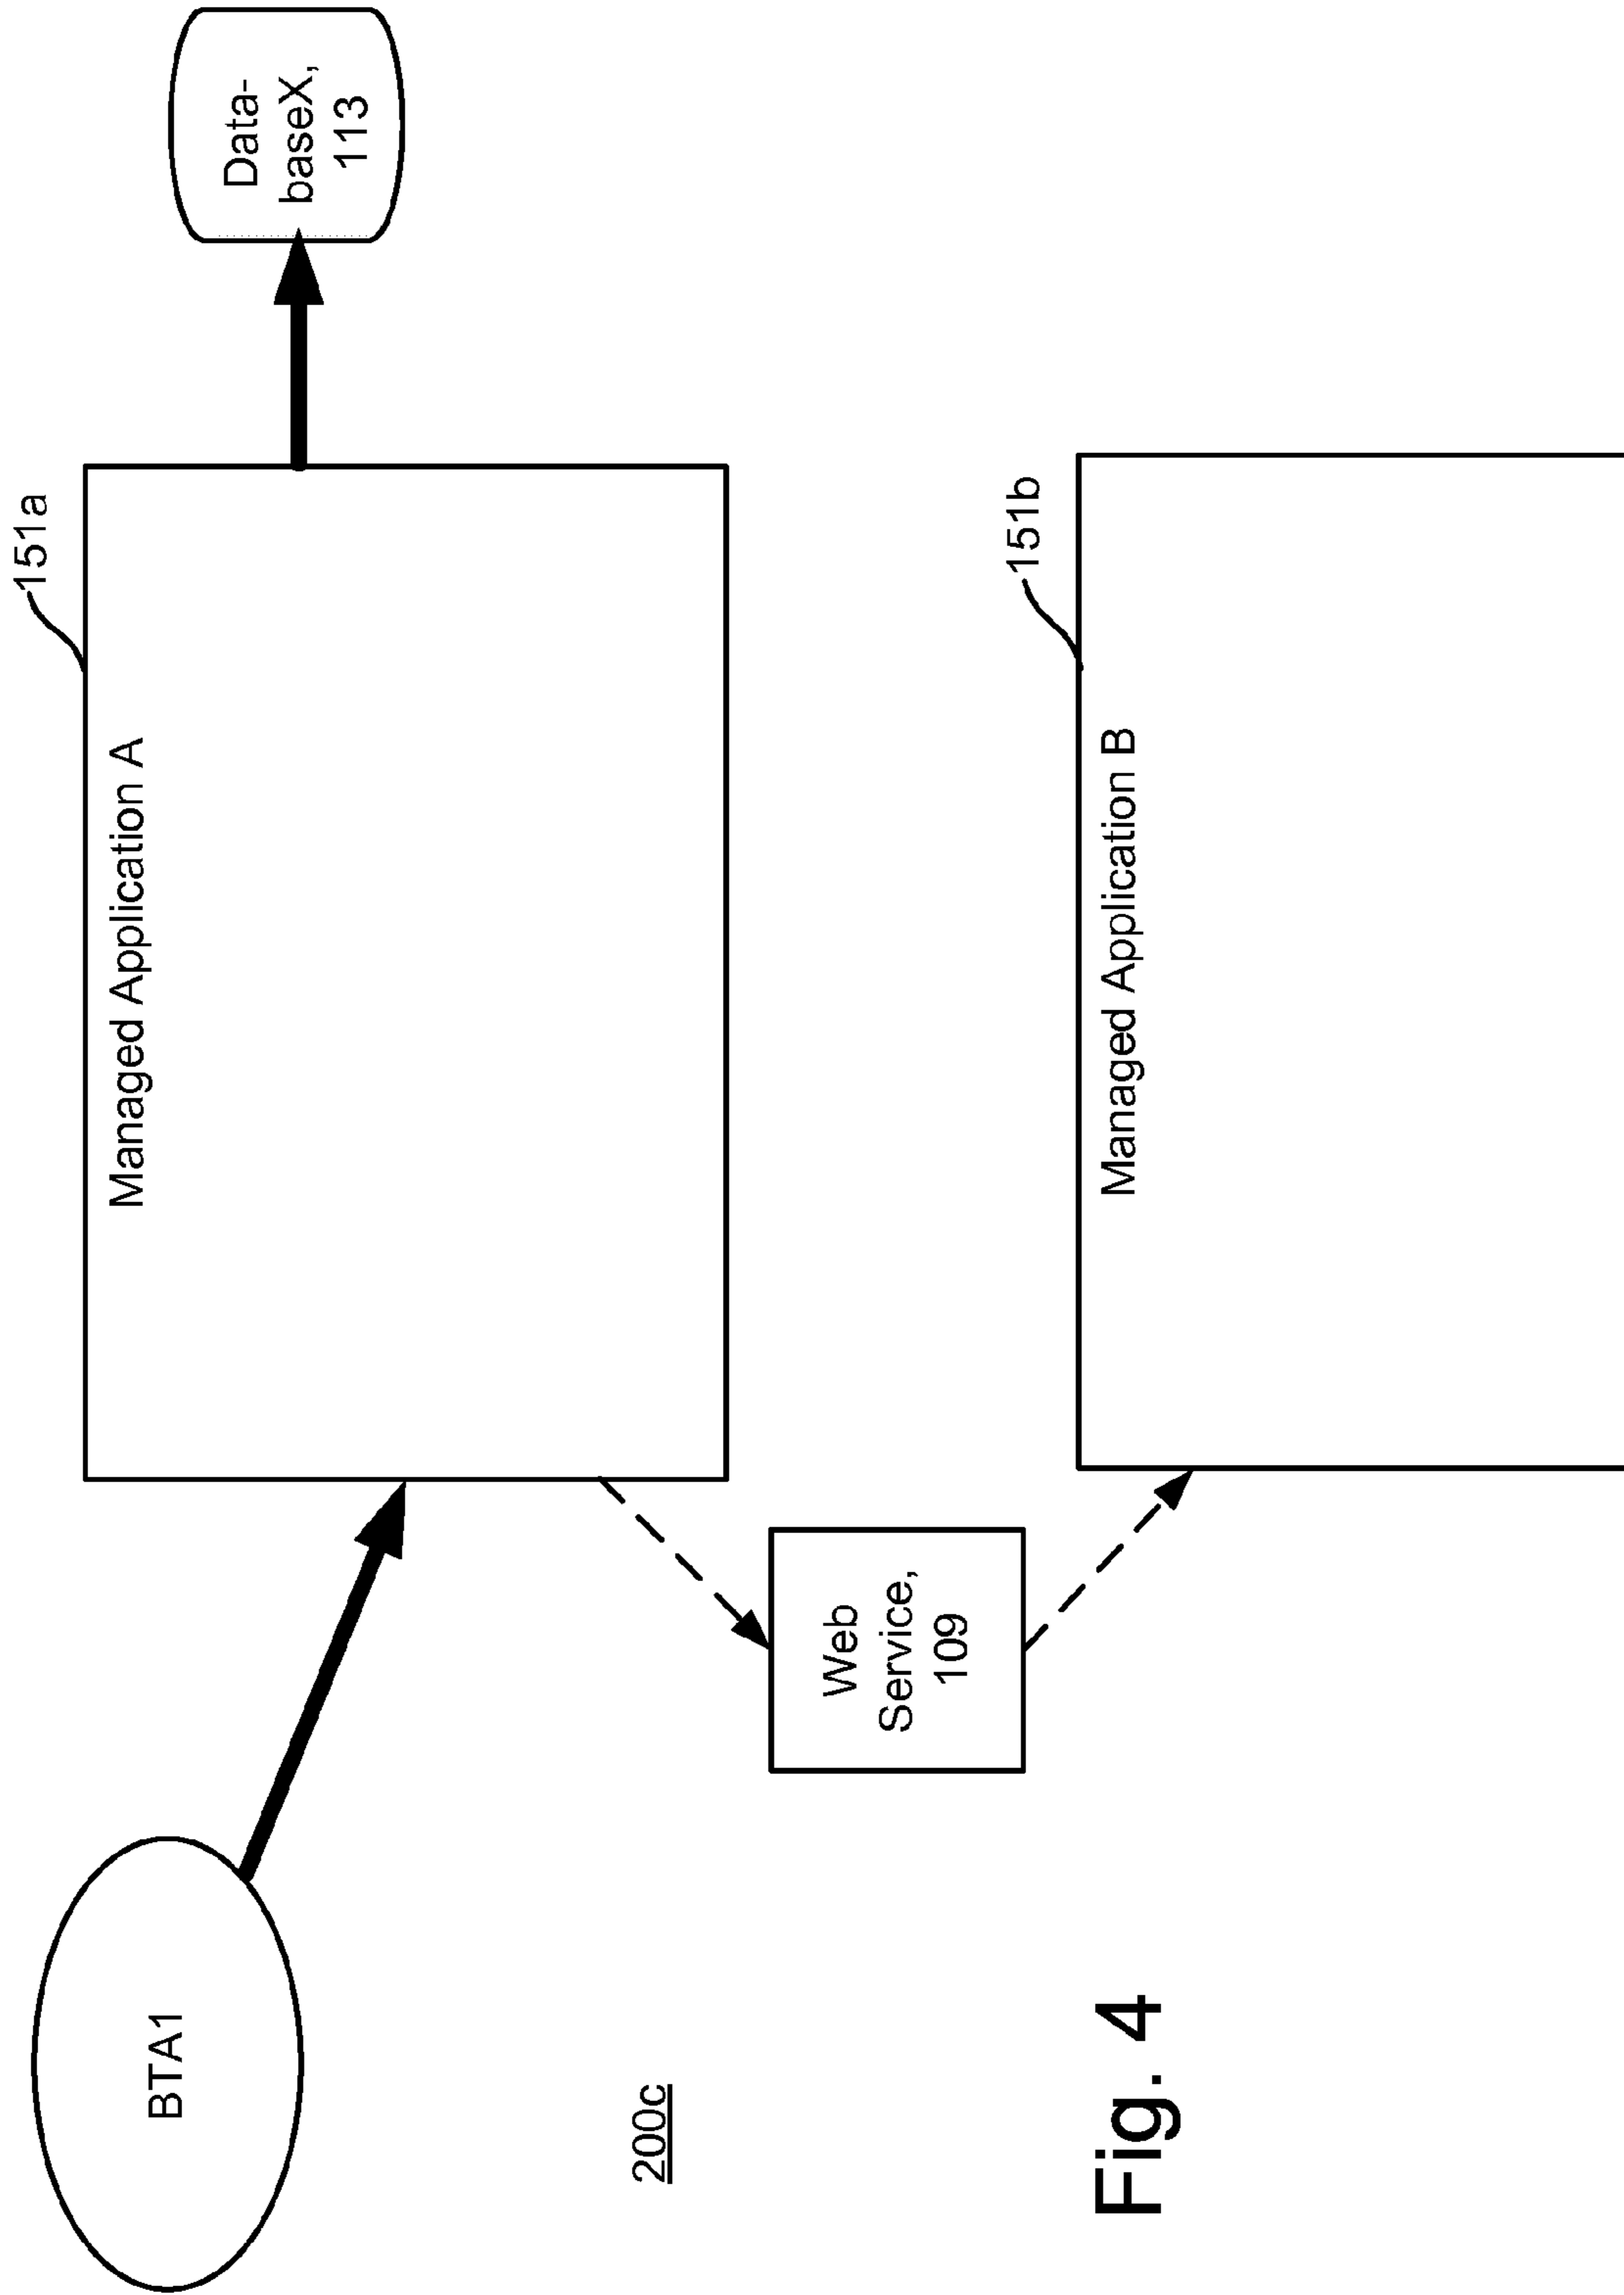 151a
Managed Application A
BTA1
Data-
baseX,
113
Web
Service,
109
200c
151b
Managed Application B
Fig. 4